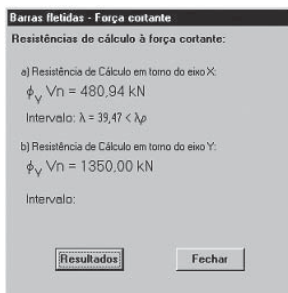 Barras fletidas - Força cortante
Resistências de cálculo à força cortante:
a) Resistência de Cálculo em torno do eixo X:
ϕv Vn = 480,94 kN
Intervalo: λ = 39,47 < λρ
b) Resistência de Cálculo em torno do eixo Y:
ϕv Vn = 1350,00 kN
Intervalo:
Resultados
Fechar